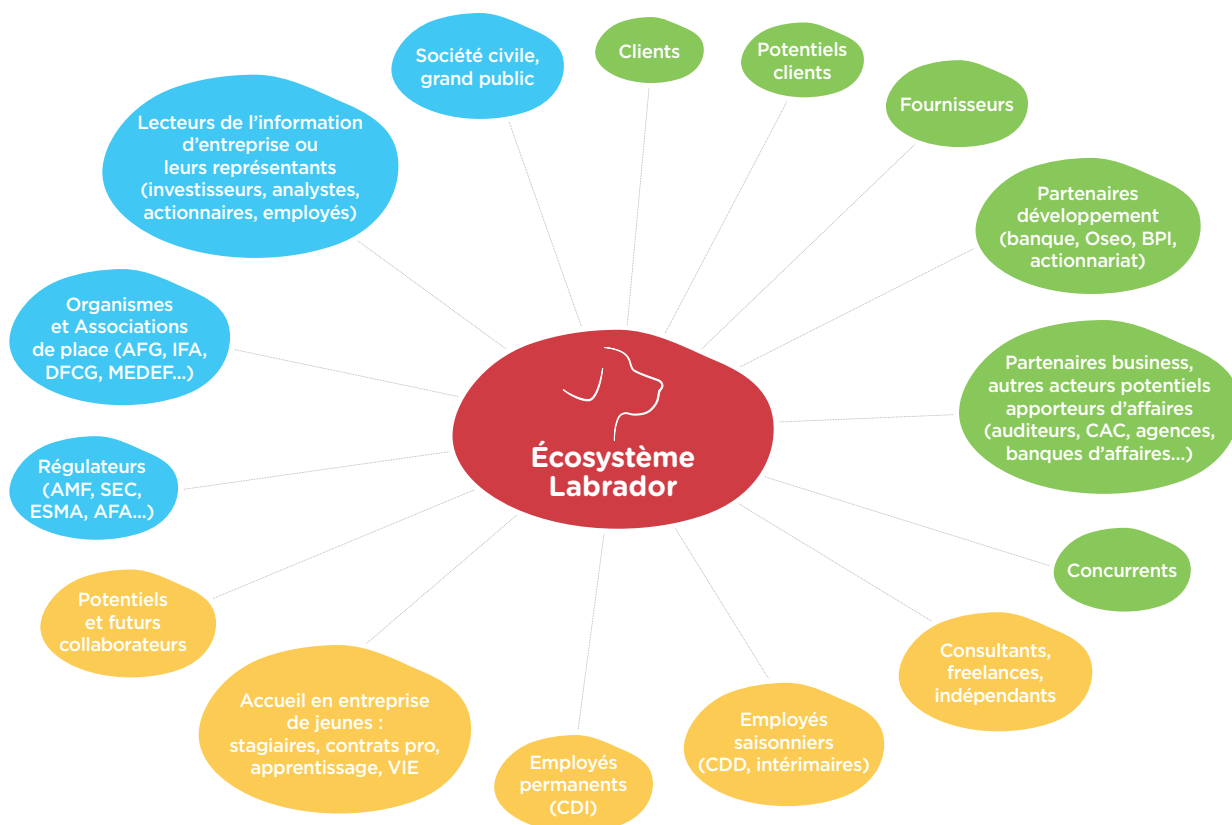 Société civile,
grand public
Clients
Potentiels
clients
Fournisseurs
Lecteurs de l’information
d’entreprise ou
leurs représentants
(investisseurs, analystes,
actionnaires, employés)
Partenaires
développement
(banque, Oseo, BPI,
actionnariat)
Organismes
et Associations
de place (AFG, IFA,
DFCG, MEDEF...)
Partenaires business,
autres acteurs potentiels
apporteurs d’affaires
(auditeurs, CAC, agences,
banques d’affaires...)
Écosystème
Labrador
Régulateurs
(AMF, SEC,
ESMA, AFA...)
Concurrents
Potentiels
et futurs
collaborateurs
Consultants,
freelances,
indépendants
Accueil en entreprise
de jeunes :
stagiaires, contrats pro,
apprentissage, VIE
Employés
saisonniers
(CDD, intérimaires)
Employés
permanents
(CDI)